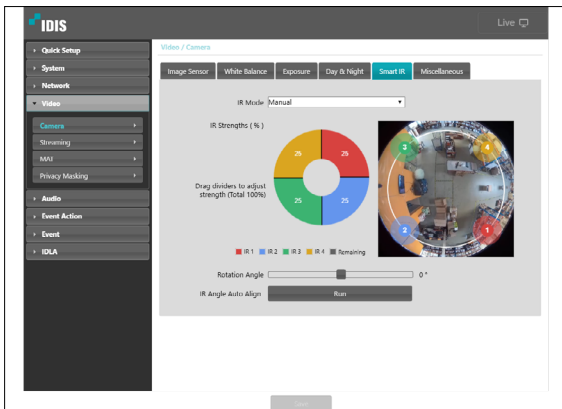 IDIS
Live
Quick Setup
System
Network
Video
Camera
Streaming
MAT
Privacy Masking
Audio
Event Action
Event
IDLA
Video / Camera
Image Sensor White Balance Exposure Day & Night Smart IR Miscellaneous
IR Mode Manual
IR Strengths ( % )
25 25
25 25
Drag dividers to adjust
strength (Total 100%)
3 4
2 1
IR 1 IR 2 IR 3 IR 4 Remaining
Rotation Angle 0 °
IR Angle Auto Align Run
Save